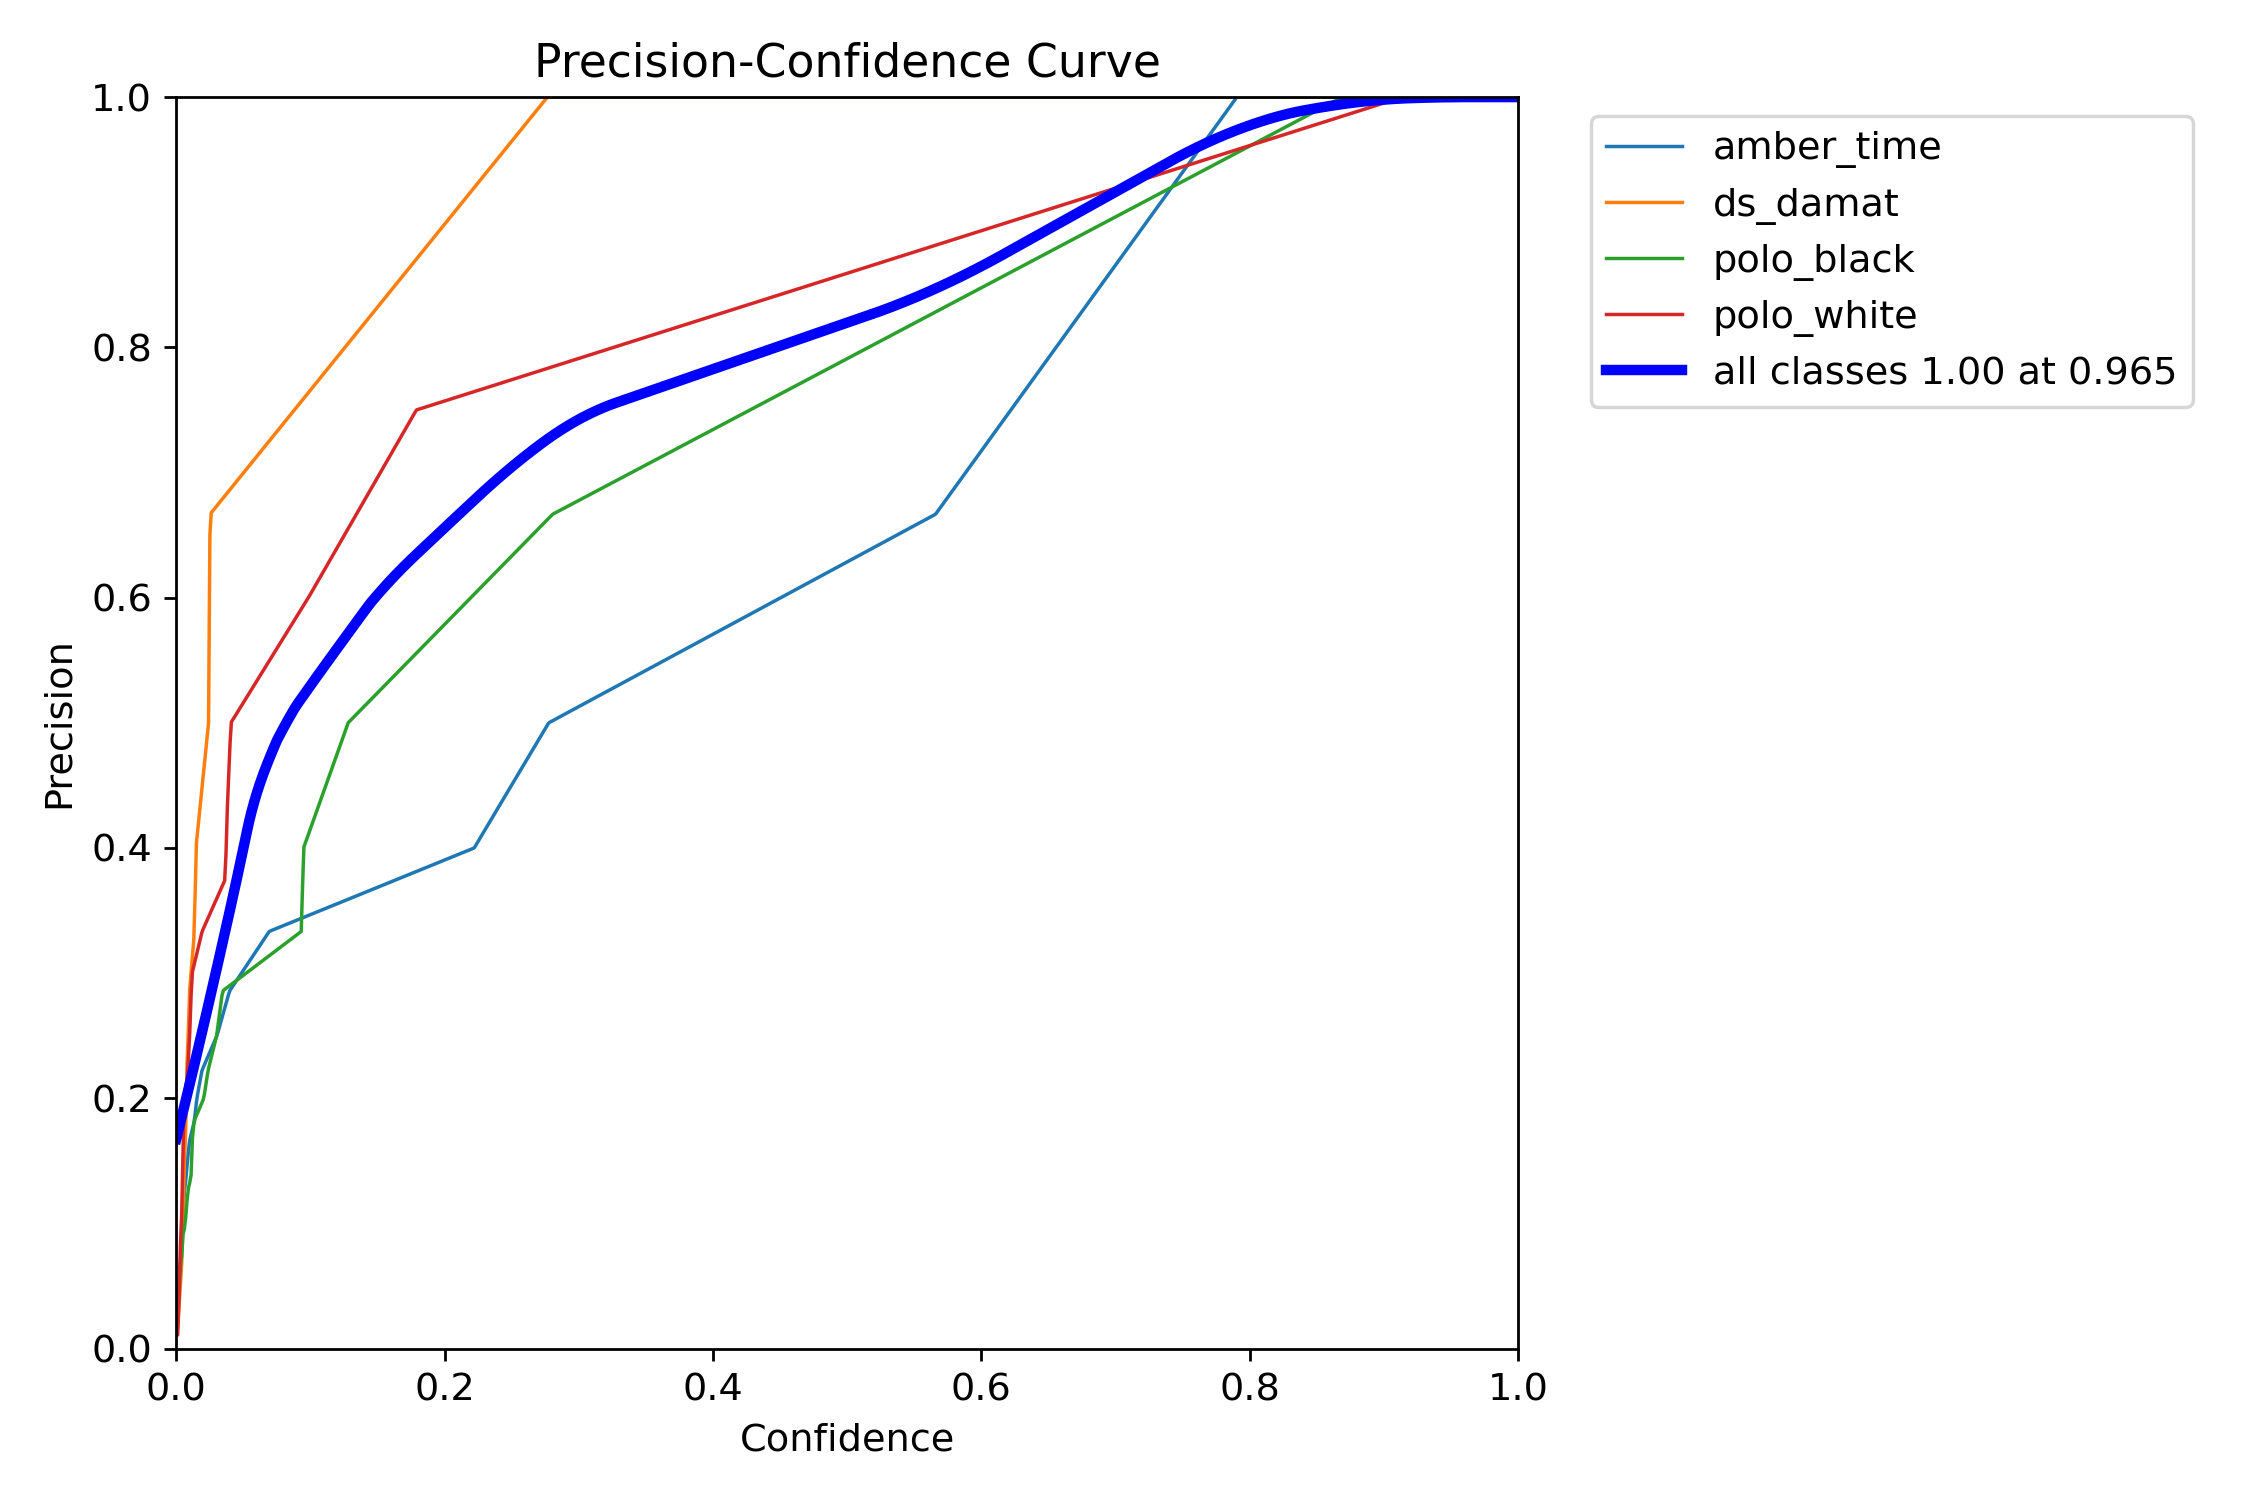 Precision-Confidence Curve
1.0
0.8
0.6
0.4
0.2
0.0
Precision
0.0 0.2 0.4 0.6 0.8 1.0
Confidence
amber_time
ds_damat
polo_black
polo_white
all classes 1.00 at 0.965